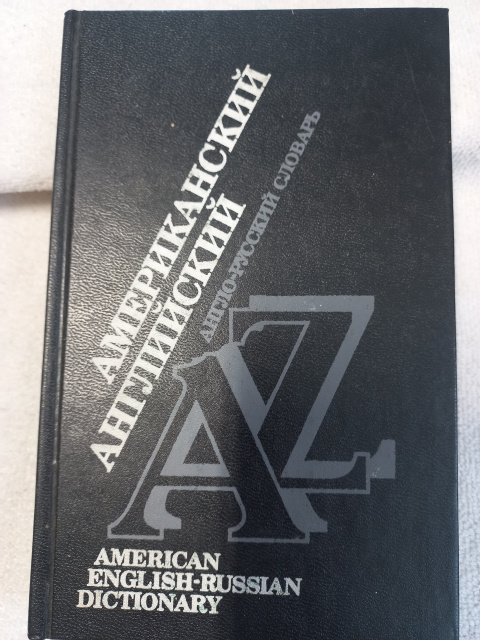 АМЕРИКАНСКИЙ
АНГЛИЙСКИЙ
АНГЛО-РУССКИЙ СЛОВАРЬ
AZ
AMERICAN
ENGLISH-RUSSIAN
DICTIONARY